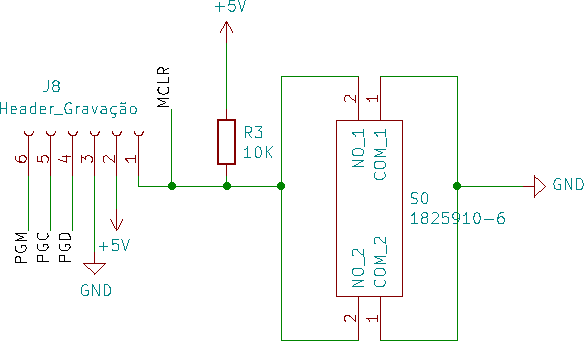 +5V
J8
Header_Gravação
MCLR
R3
10K
2
1
NO_1
COM_1
6
5
4
3
2
1
GND
S0
1825910-6
PGM
PGC
PGD
+5V
GND
NO_2
COM_2
2
1